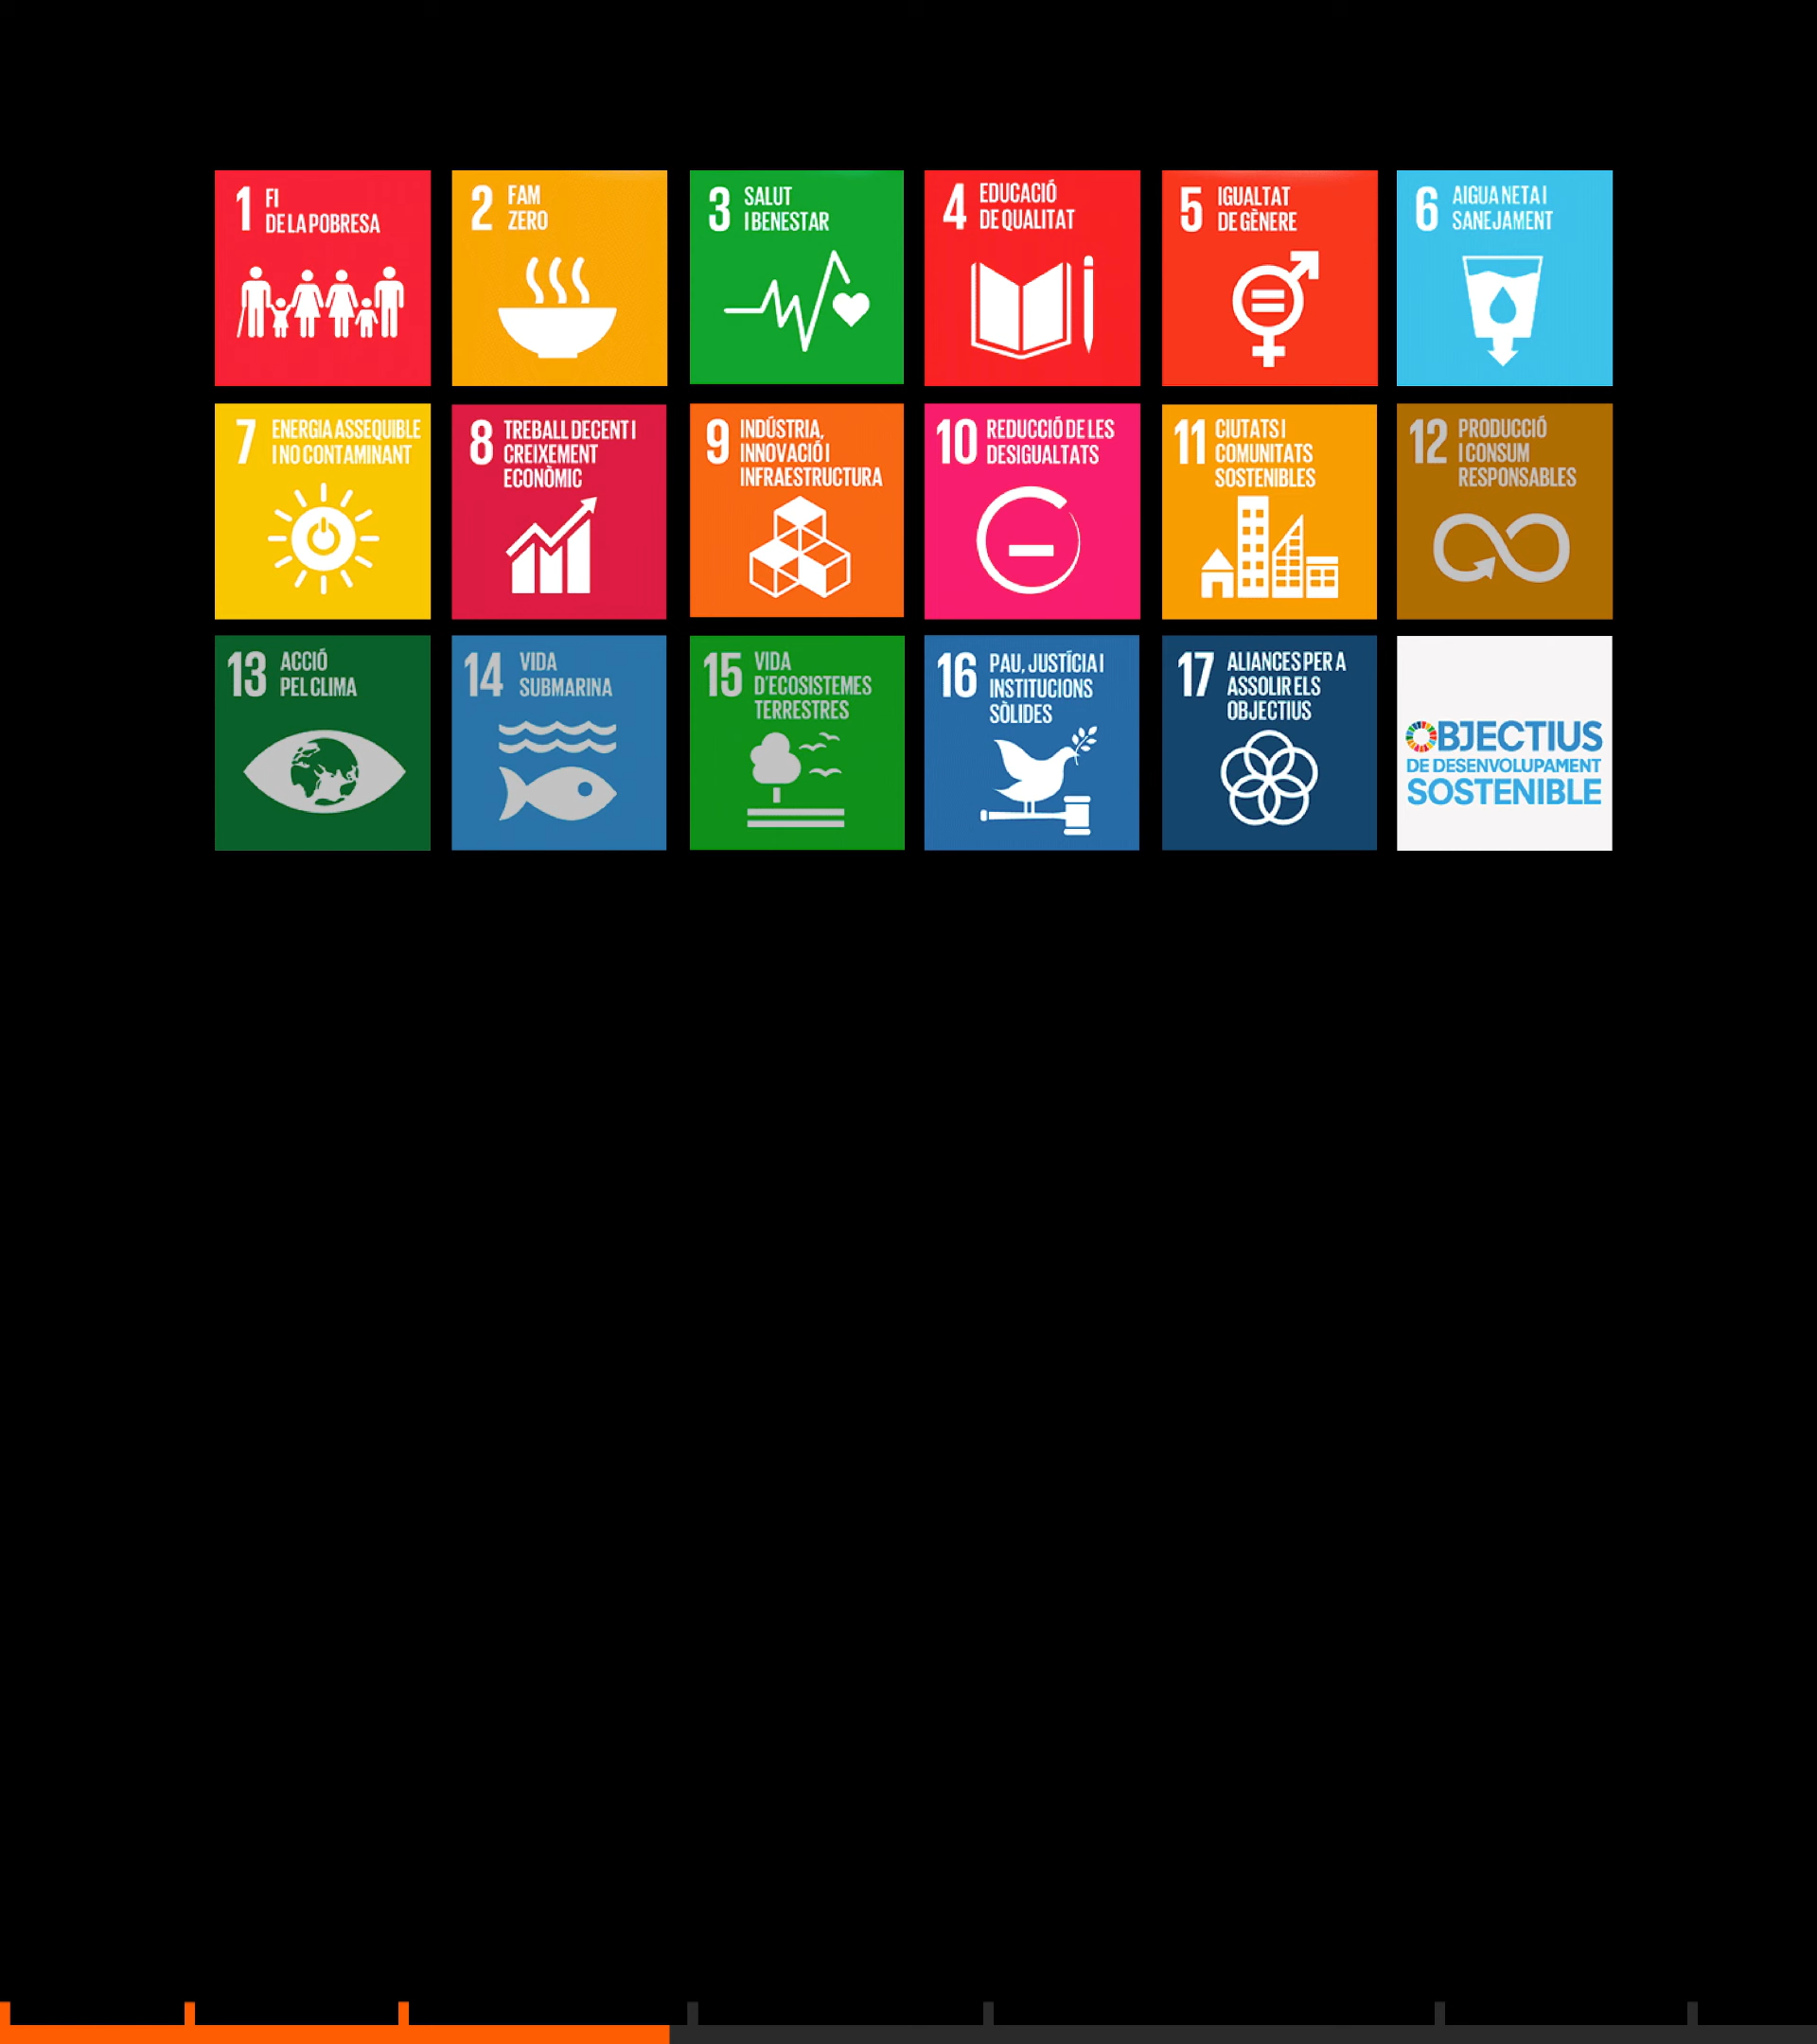 1 FI
DE LA POBRESA
2 FAM
ZERO
3 SALUT
I BENESTAR
4 EDUCACIÓ
DE QUALITAT
5 IGUALTAT
DE GÈNERE
6 AIGUA NETA I
SANEJAMENT
7 ENERGIA ASSEQUIBLE
I NO CONTAMINANT
8 TREBALL DECENT I
CREIXEMENT
ECONÒMIC
9 INDÚSTRIA,
INNOVACIÓ I
INFRAESTRUCTURA
10 REDUCCIÓ DE LES
DESIGUALTATS
11 CIUTATS I
COMUNITATS
SOSTENIBLES
12 PRODUCCIÓ
I CONSUM
RESPONSABLES
13 ACCIÓ
PEL CLIMA
14 VIDA
SUBMARINA
15 VIDA
D'ECOSISTEMES
TERRESTRES
16 PAU, JUSTÍCIA I
INSTITUCIONS
SÒLIDES
17 ALIANCES PER A
ASSOLIR ELS
OBJECTIUS
OBJECTIUS
DE DESENVOLUPAMENT
SOSTENIBLE